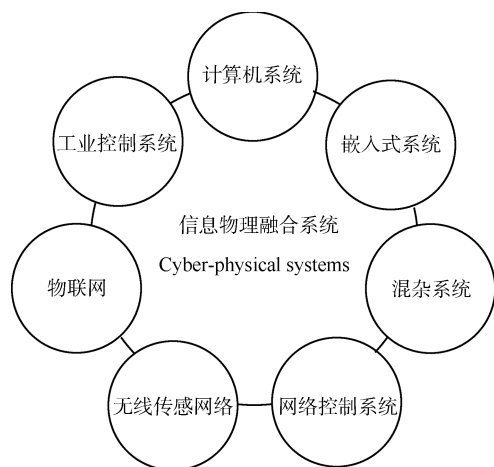 计算机系统
工业控制系统
嵌入式系统
信息物理融合系统
Cyber-physical systems
物联网
混杂系统
无线传感网络
网络控制系统